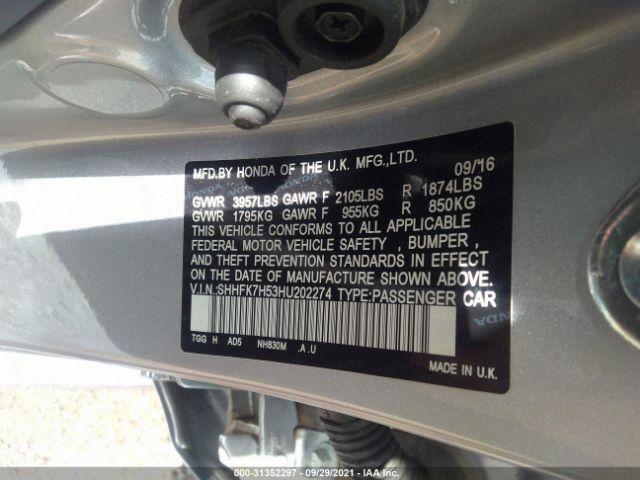 MFD.BY HONDA OF THE U.K. MFG.,LTD. 09/16
GVWR 3957LBS GAWR F 2105LBS R 1874LBS
GVWR 1795KG GAWR F 955KG R 850KG
THIS VEHICLE CONFORMS TO ALL APPLICABLE
FEDERAL MOTOR VEHICLE SAFETY , BUMPER ,
AND THEFT PREVENTION STANDARDS IN EFFECT
ON THE DATE OF MANUFACTURE SHOWN ABOVE.
V.I.N.:SHHFK7H53HU202274 TYPE:PASSENGER CAR
TGG H AD5 NH830M .A.U
MADE IN U.K.
000-31352297 - 09/29/2021 - IAA Inc.